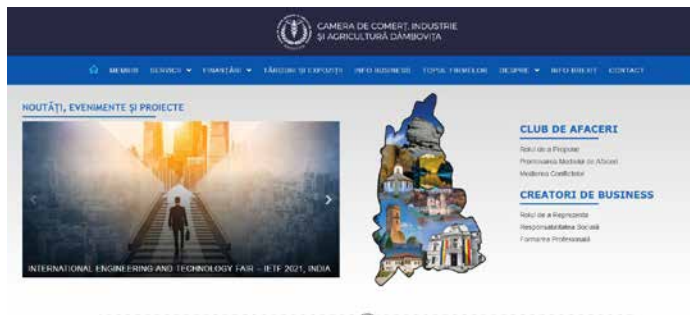 CAMERA DE COMERȚ, INDUSTRIE
ȘI AGRICULTURĂ DÂMBOVIȚA
MEMBRI SERVICII FINANȚĂRI TÂRGURI ȘI EXPOZIȚII INFO BUSINESS TOPUL FIRMELOR DESPRE INFO BREXIT CONTACT
NOUTĂȚI, EVENIMENTE ȘI PROIECTE
INTERNATIONAL ENGINEERING AND TECHNOLOGY FAIR – IETF 2021, INDIA
CLUB DE AFACERI
Rolul de a Propune
Promovarea Mediului de Afaceri
Medierea Conflictelor
CREATORI DE BUSINESS
Rolul de a Reprezenta
Responsabilitatea Socială
Formarea Profesională